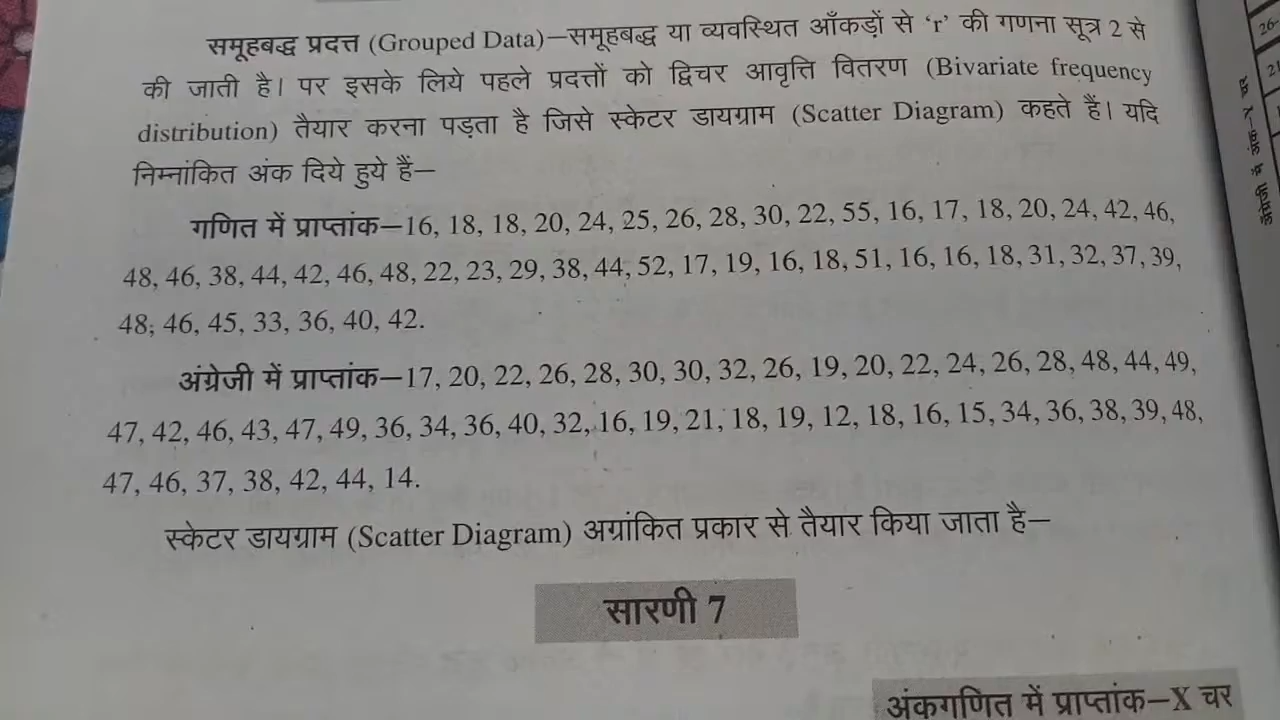 समूहबद्ध प्रदत्त (Grouped Data)—समूहबद्ध या व्यवस्थित आँकड़ों से ‘r’ की गणना सूत्र 2 से
की जाती है। पर इसके लिये पहले प्रदत्तों को द्विचर आवृत्ति वितरण (Bivariate frequency
distribution) तैयार करना पड़ता है जिसे स्केटर डायग्राम (Scatter Diagram) कहते हैं। यदि
निम्नांकित अंक दिये हुये हैं—
गणित में प्राप्तांक—16, 18, 18, 20, 24, 25, 26, 28, 30, 22, 55, 16, 17, 18, 20, 24, 42, 46,
48, 46, 38, 44, 42, 46, 48, 22, 23, 29, 38, 44, 52, 17, 19, 16, 18, 51, 16, 16, 18, 31, 32, 37, 39,
48, 46, 45, 33, 36, 40, 42.
अंग्रेजी में प्राप्तांक—17, 20, 22, 26, 28, 30, 30, 32, 26, 19, 20, 22, 24, 26, 28, 48, 44, 49,
47, 42, 46, 43, 47, 49, 36, 34, 36, 40, 32, 16, 19, 21, 18, 19, 12, 18, 16, 15, 34, 36, 38, 39, 48,
47, 46, 37, 38, 42, 44, 14.
स्केटर डायग्राम (Scatter Diagram) अग्रांकित प्रकार से तैयार किया जाता है—
सारणी 7
अंकगणित में प्राप्तांक—X चर
26-